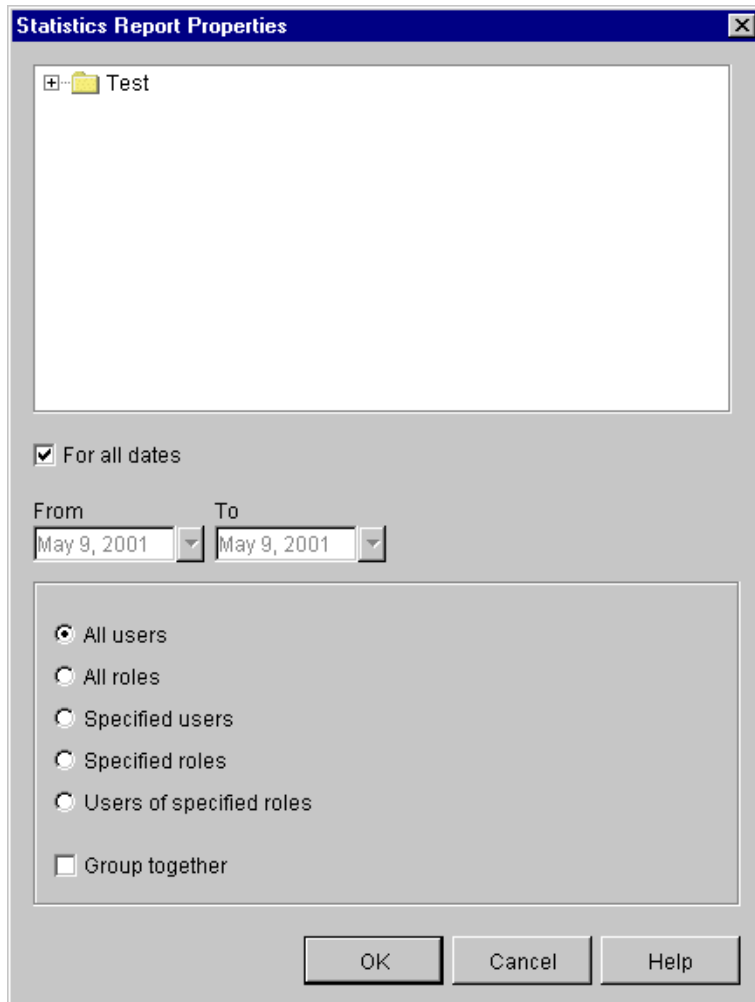 Statistics Report Properties
Test
For all dates
From To
May 9, 2001 May 9, 2001
All users
All roles
Specified users
Specified roles
Users of specified roles
Group together
OK Cancel Help